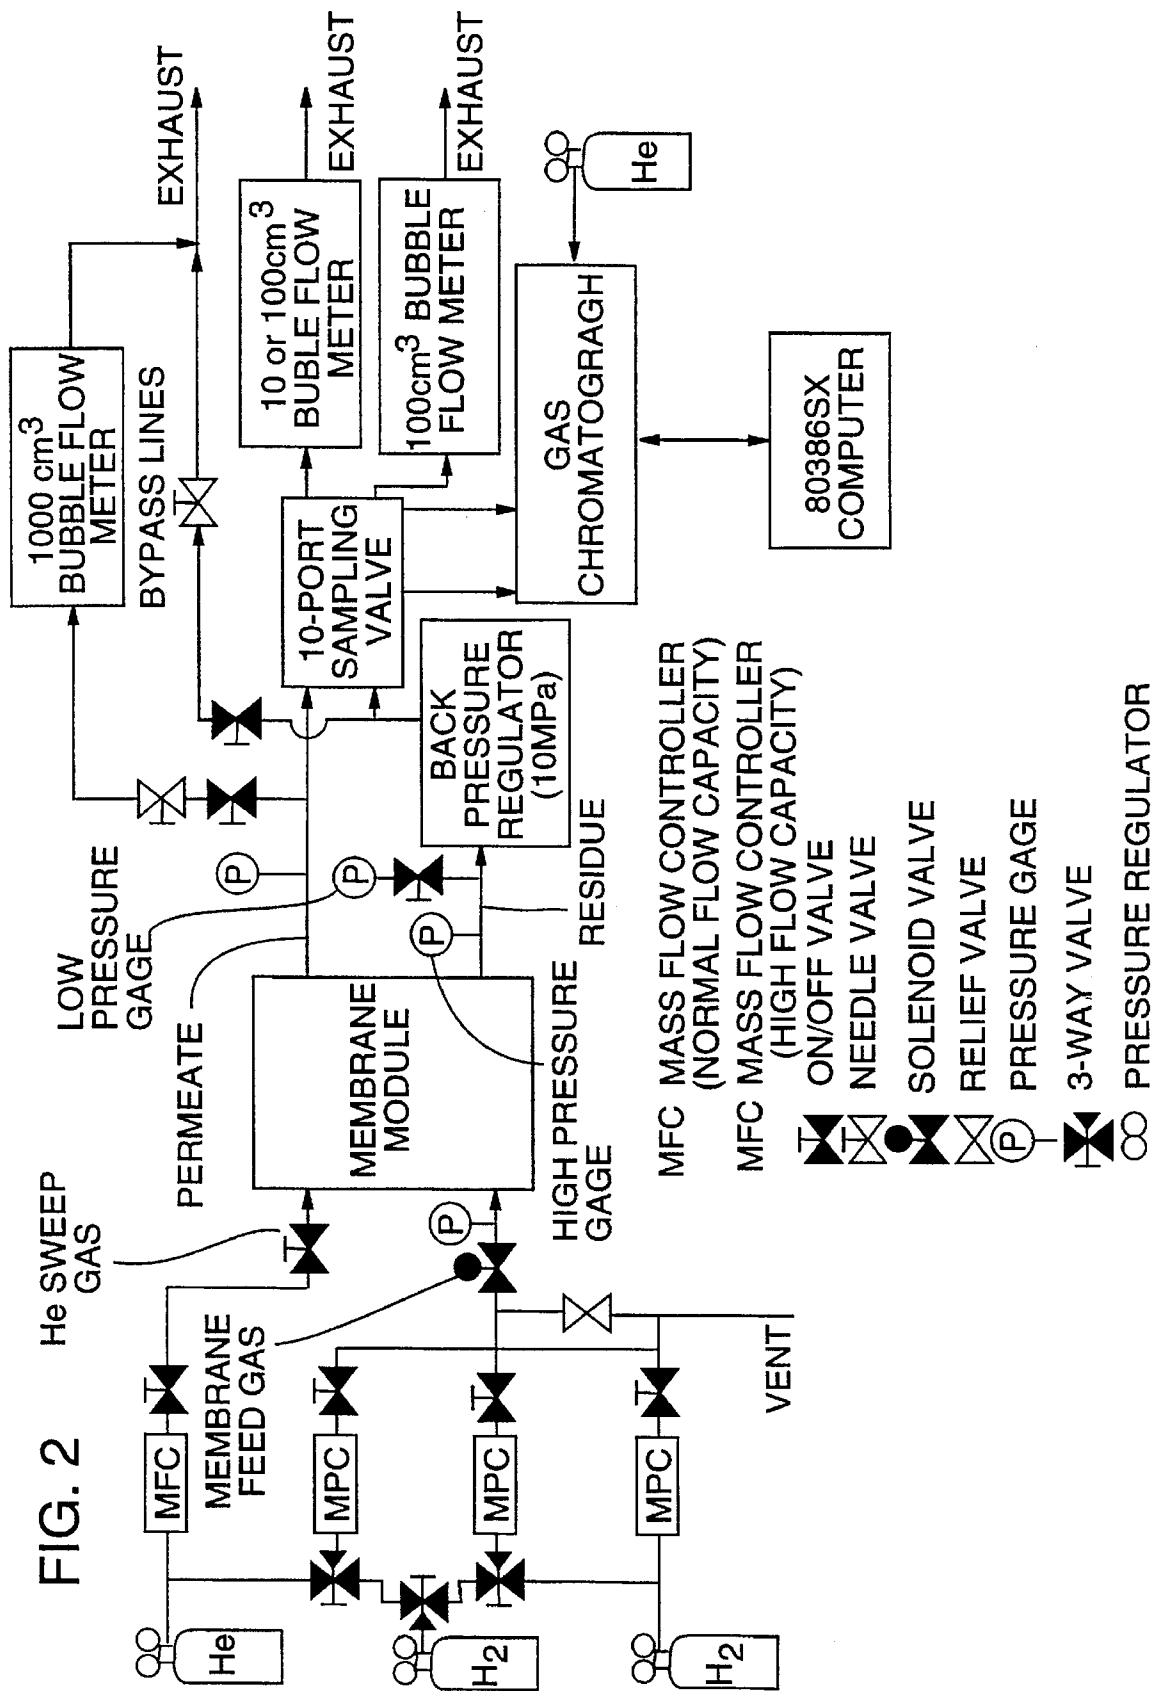 FIG. 2
1000 cm3
BUBBLE FLOW
METER
EXHAUST
BYPASS LINES
10 or 100cm3
BUBLE FLOW
METER
EXHAUST
100cm3 BUBBLE
FLOW METER
EXHAUST
10-PORT
SAMPLING
VALVE
GAS
CHROMATOGRAGH
He
80386SX
COMPUTER
BACK
PRESSURE
REGULATOR
(10MPa)
LOW
PRESSURE
GAGE
P
P
P
PERMEATE
RESIDUE
MEMBRANE
MODULE
HIGH PRESSURE
GAGE
He SWEEP
GAS
P
MEMBRANE
FEED GAS
MFC
MPC
MPC
MPC
VENT
He
H2
H2
MFC MASS FLOW CONTROLLER
(NORMAL FLOW CAPACITY)
MFC MASS FLOW CONTROLLER
(HIGH FLOW CAPACITY)
ON/OFF VALVE
NEEDLE VALVE
SOLENOID VALVE
RELIEF VALVE
P PRESSURE GAGE
3-WAY VALVE
PRESSURE REGULATOR